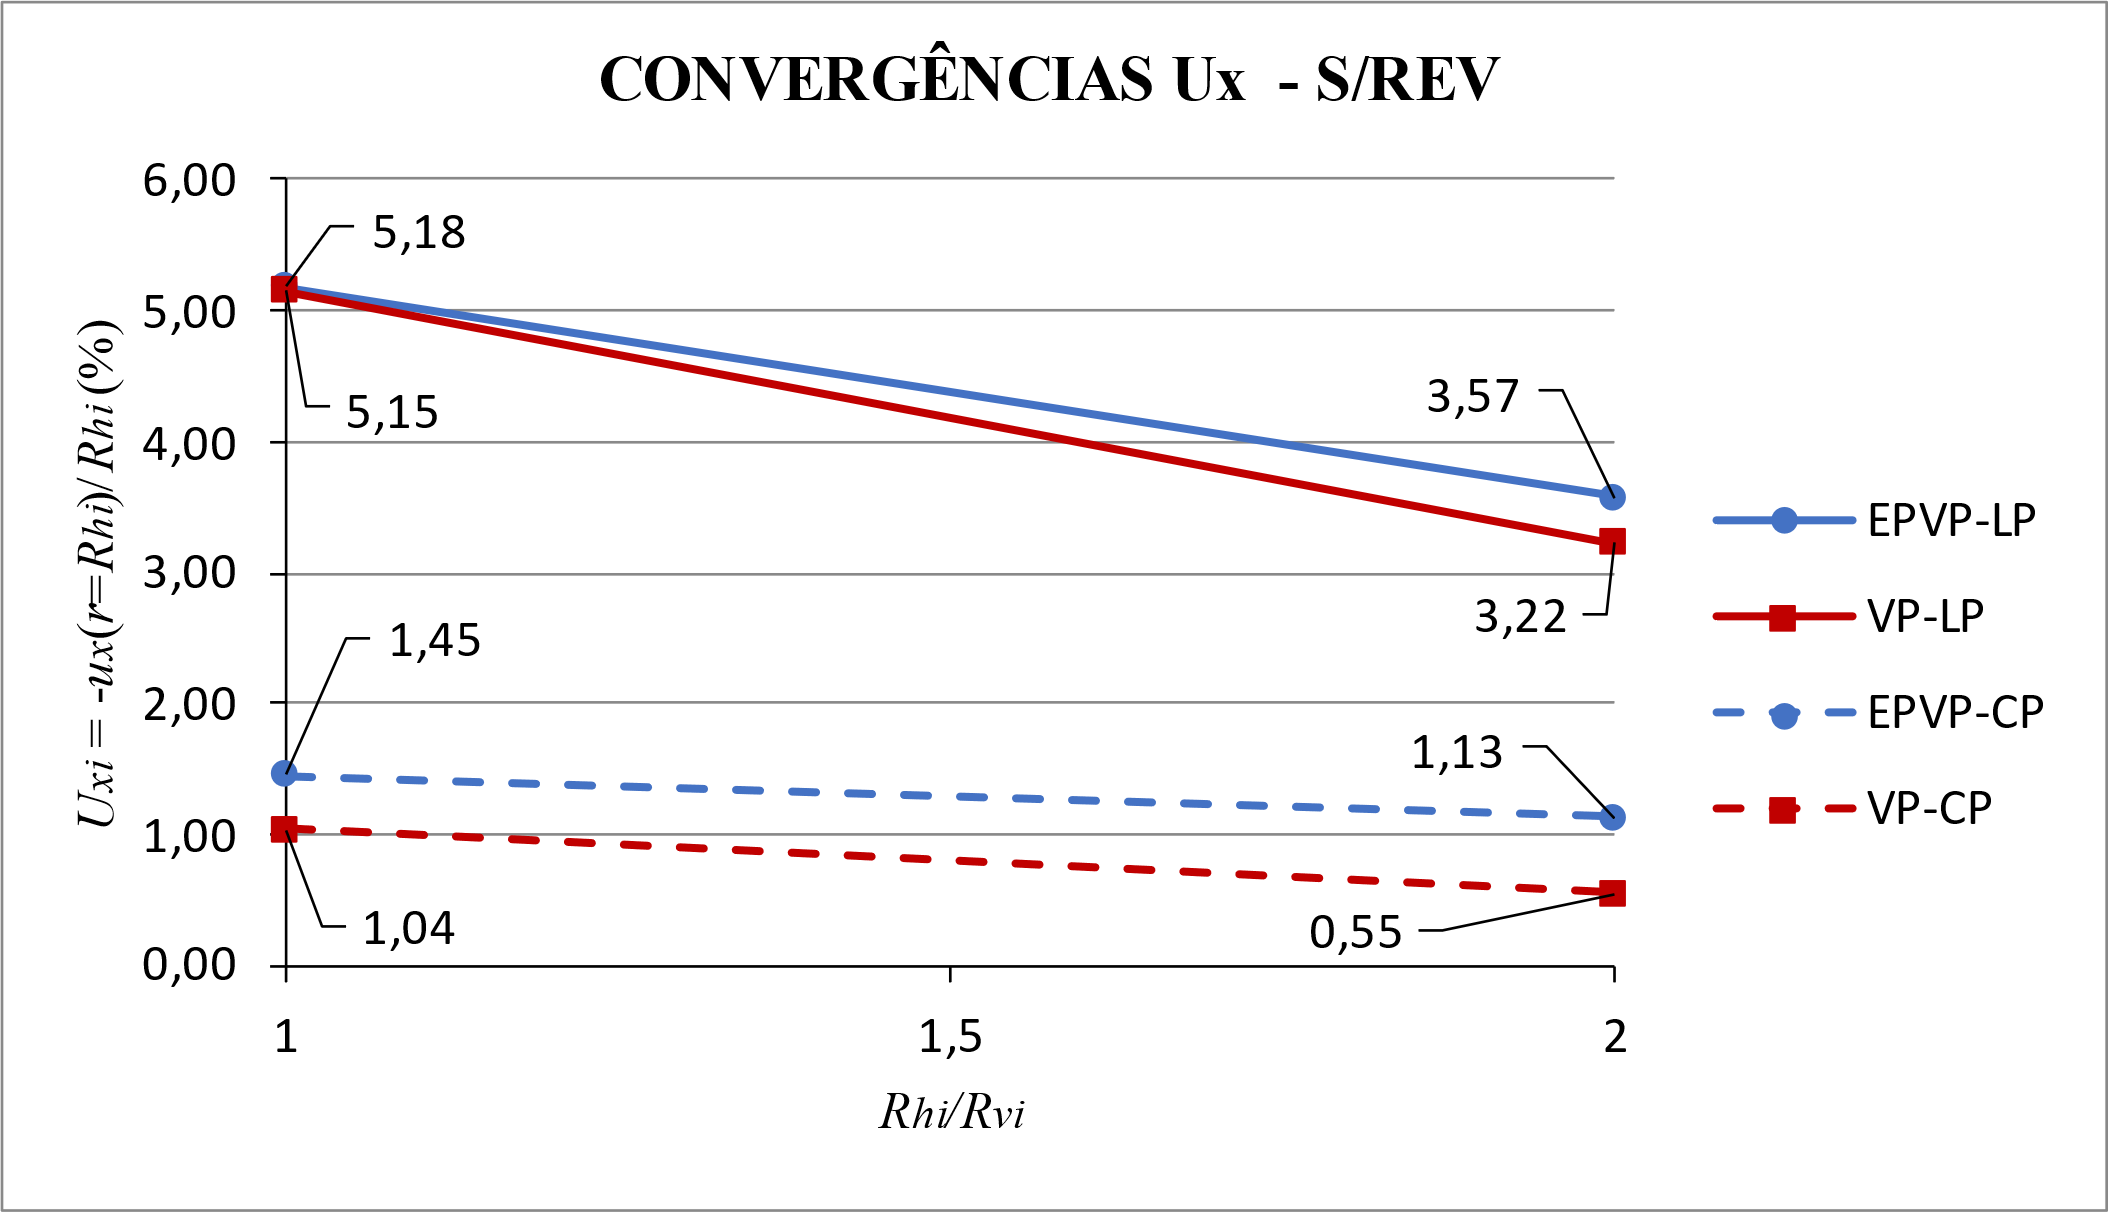 CONVERGÊNCIAS Ux - S/REV
Uxi = -ux(r=Rhi)/ Rhi (%)
6,00
5,00
4,00
3,00
2,00
1,00
0,00
5,18
5,15
3,57
3,22
1,45
1,13
1,04
0,55
1
1,5
2
Rhi/Rvi
EPVP-LP
VP-LP
EPVP-CP
VP-CP